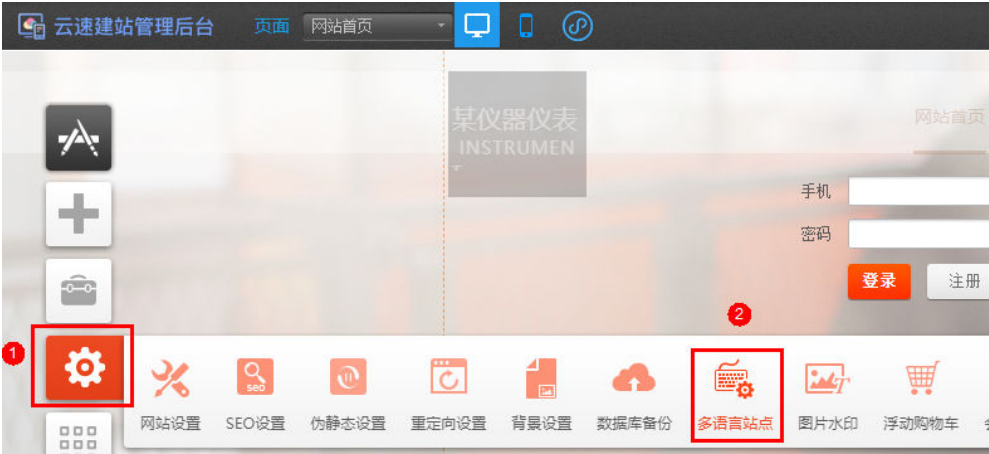 云速建站管理后台 页面 网站首页
某仪器仪表
INSTRUMEN
网站首页
手机
密码
登录 注册
2
1
seo
网站设置 SEO设置 伪静态设置 重定向设置 背景设置 数据库备份 多语言站点 图片水印 浮动购物车